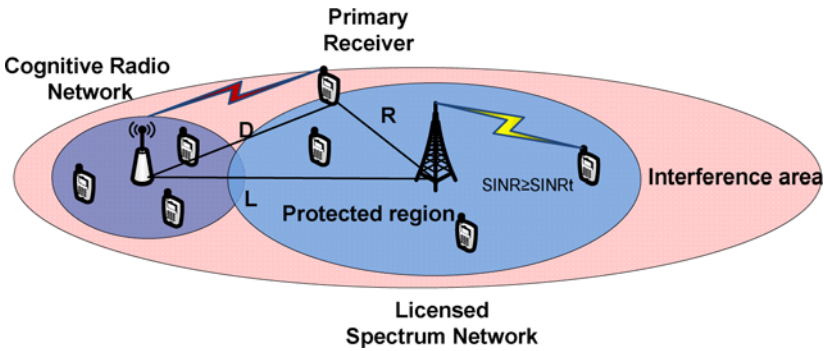 Primary
Receiver
Cognitive Radio
Network
D
R
SINR≥SINRt
Interference area
L
Protected region
Licensed
Spectrum Network